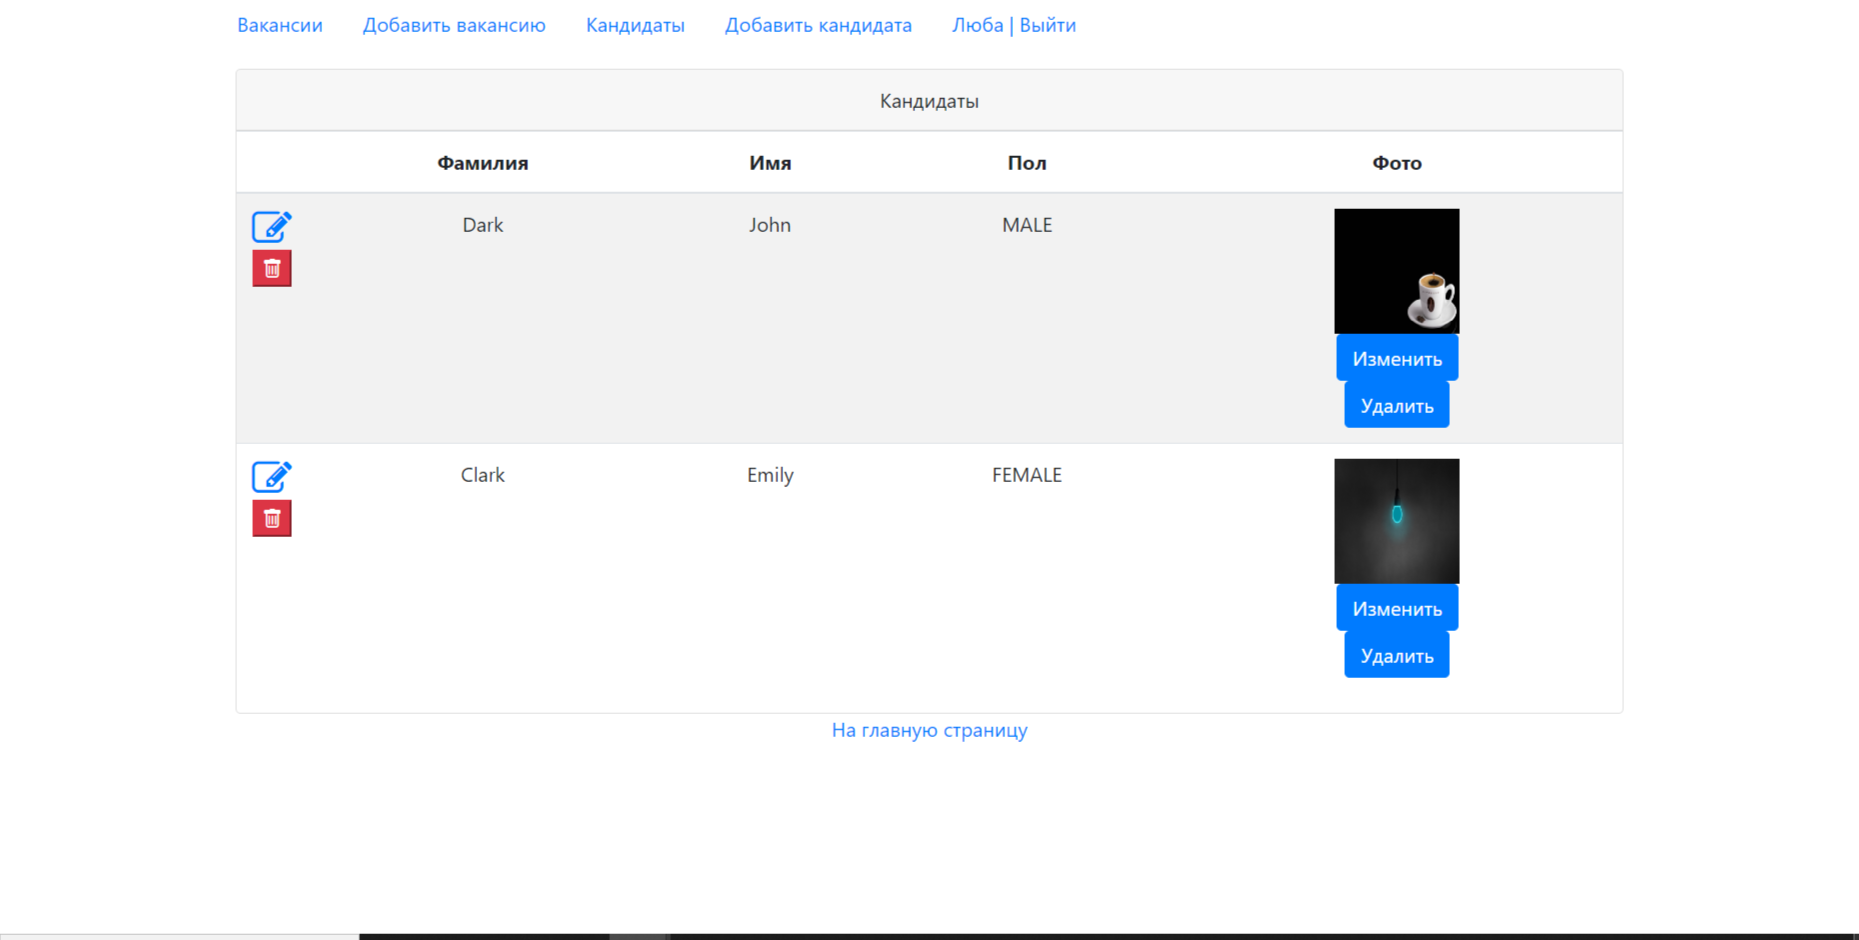 Вакансии Добавить вакансию Кандидаты Добавить кандидата Люба | Выйти
Кандидаты
Фамилия Имя Пол Фото
Dark John MALE
Изменить
Удалить
Clark Emily FEMALE
Изменить
Удалить
На главную страницу